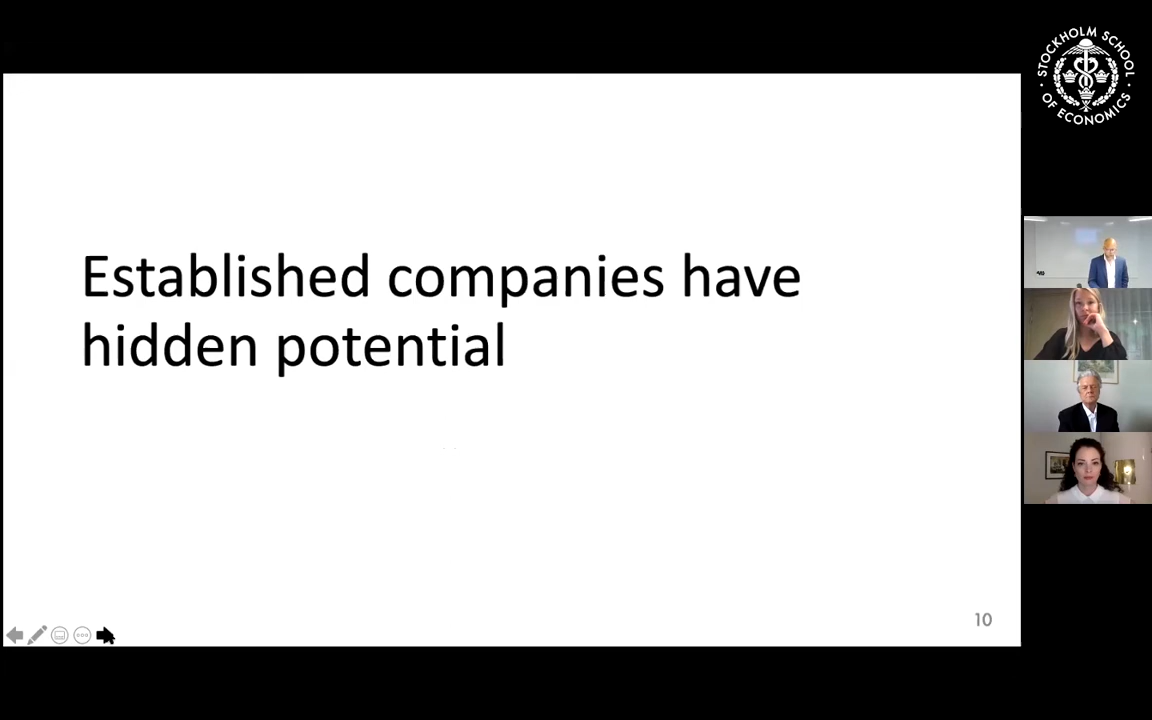 STOCKHOLM SCHOOL
OF ECONOMICS
Established companies have
hidden potential
10